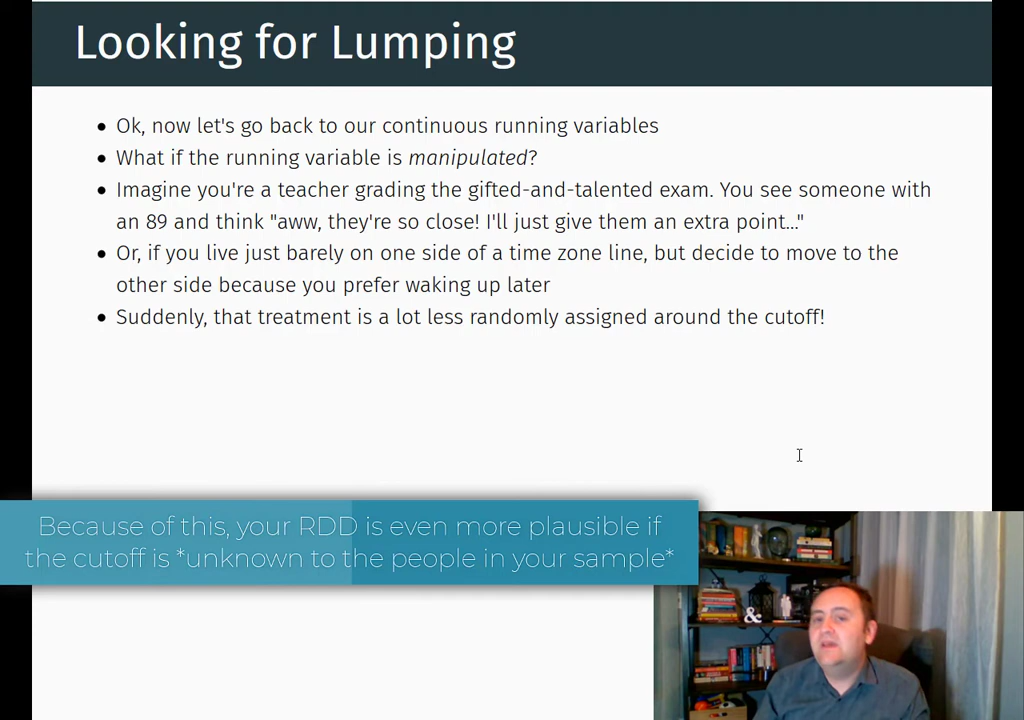 Looking for Lumping
• Ok, now let's go back to our continuous running variables
• What if the running variable is manipulated?
• Imagine you're a teacher grading the gifted-and-talented exam. You see someone with
an 89 and think "aww, they're so close! I'll just give them an extra point..."
• Or, if you live just barely on one side of a time zone line, but decide to move to the
other side because you prefer waking up later
• Suddenly, that treatment is a lot less randomly assigned around the cutoff!
Because of this, your RDD is even more plausible if
the cutoff is *unknown to the people in your sample*
&